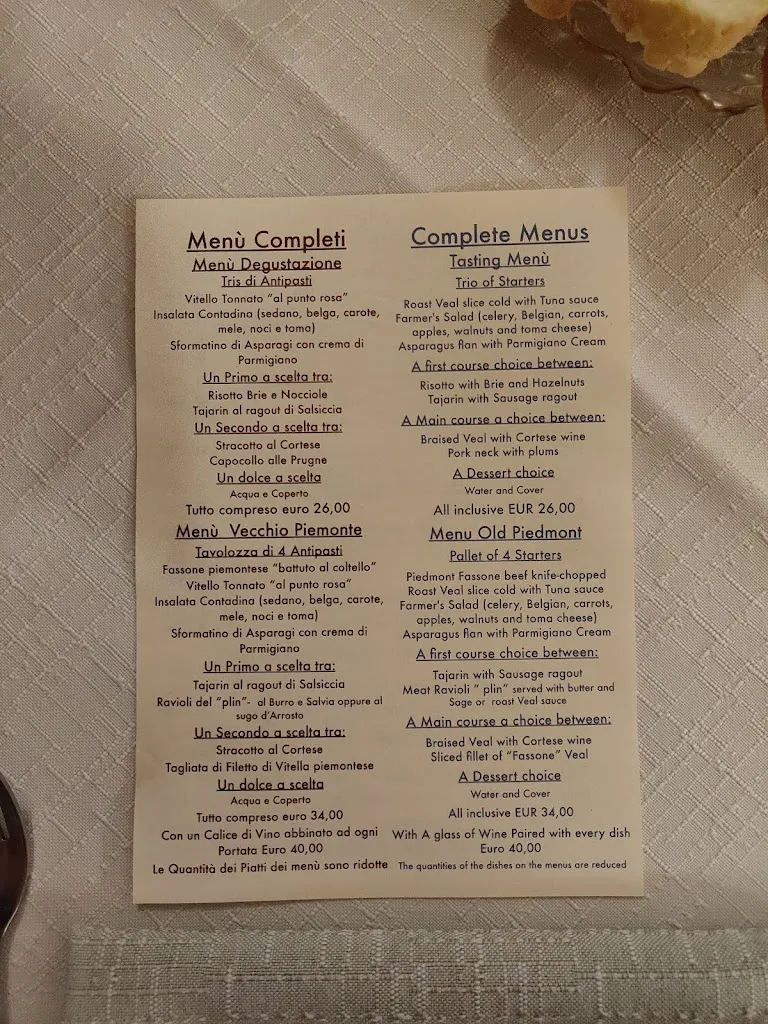 Menù Completi
Menù Degustazione
Tris di Antipasti
Vitello Tonnato “al punto rosa”
Insalata Contadina (sedano, belga, carote,
mele, noci e toma)
Sformatino di Asparagi con crema di
Parmigiano
Un Primo a scelta tra:
Risotto Brie e Nocciole
Tajarin al ragout di Salsiccia
Un Secondo a scelta tra:
Stracotto al Cortese
Capocollo alle Prugne
Un dolce a scelta
Acqua e Coperto
Tutto compreso euro 26,00
Menù Vecchio Piemonte
Tavolozza di 4 Antipasti
Fassone piemontese “battuto al coltello”
Vitello Tonnato “al punto rosa”
Insalata Contadina (sedano, belga, carote,
mele, noci e toma)
Sformatino di Asparagi con crema di
Parmigiano
Un Primo a scelta tra:
Tajarin al ragout di Salsiccia
Ravioli del “plin”- al Burro e Salvia oppure al
sugo d’Arrosto
Un Secondo a scelta tra:
Stracotto al Cortese
Tagliata di Filetto di Vitella piemontese
Un dolce a scelta
Acqua e Coperto
Tutto compreso euro 34,00
Con un Calice di Vino abbinato ad ogni
Portata Euro 40,00
Le Quantità dei Piatti dei menù sono ridotte
Complete Menus
Tasting Menù
Trio of Starters
Roast Veal slice cold with Tuna sauce
Farmer's Salad (celery, Belgian, carrots,
apples, walnuts and toma cheese)
Asparagus flan with Parmigiano Cream
A first course choice between:
Risotto with Brie and Hazelnuts
Tajarin with Sausage ragout
A Main course a choice between:
Braised Veal with Cortese wine
Pork neck with plums
A Dessert choice
Water and Cover
All inclusive EUR 26,00
Menu Old Piedmont
Pallet of 4 Starters
Piedmont Fassone beef knife-chopped
Roast Veal slice cold with Tuna sauce
Farmer's Salad (celery, Belgian, carrots,
apples, walnuts and toma cheese)
Asparagus flan with Parmigiano Cream
A first course choice between:
Tajarin with Sausage ragout
Meat Ravioli “ plin” served with butter and
Sage or roast Veal sauce
A Main course a choice between:
Braised Veal with Cortese wine
Sliced fillet of “Fassone” Veal
A Dessert choice
Water and Cover
All inclusive EUR 34,00
With A glass of Wine Paired with every dish
Euro 40,00
The quantities of the dishes on the menus are reduced